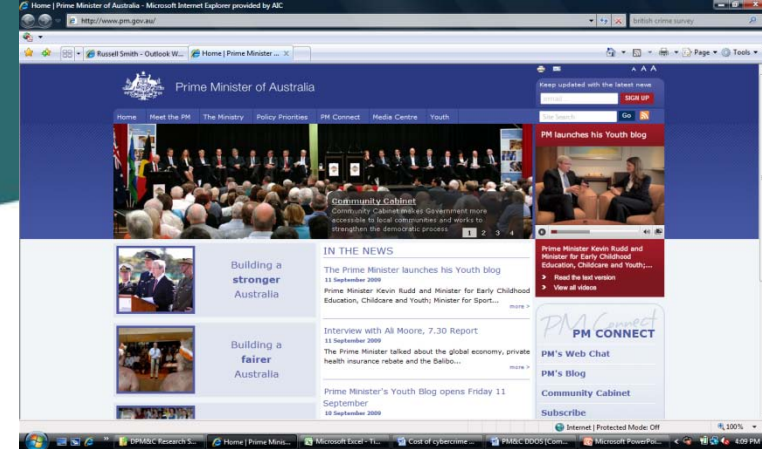 Home | Prime Minister of Australia - Microsoft Internet Explorer provided by AIC
http://www.pm.gov.au/
british crime survey
Russell Smith - Outlook W...
Home | Prime Minister ... X
Page
Tools
Prime Minister of Australia
A A A
Keep updated with the latest news
email
SIGN UP
Home
Meet the PM
The Ministry
Policy Priorities
PM Connect
Media Centre
Youth
Site Search
Go
PM launches his Youth blog
Community Cabinet
Community Cabinet makes Government more
accessible to local communities and works to
strengthen the democratic process
1 2 3 4
Prime Minister Kevin Rudd and
Minister for Early Childhood
Education, Childcare and Youth;...
> Read the text version
> View all videos
Building a
stronger
Australia
Building a
fairer
Australia
IN THE NEWS
The Prime Minister launches his Youth blog
11 September 2009
Prime Minister Kevin Rudd and Minister for Early Childhood
Education, Childcare and Youth; Minister for Sport...
more >
Interview with Ali Moore, 7.30 Report
11 September 2009
The Prime Minister talked about the global economy, private
health insurance rebate and the Balibo...
more >
Prime Minister's Youth Blog opens Friday 11
September
10 September 2009
PM Connect
PM CONNECT
PM's Web Chat
PM's Blog
Community Cabinet
Subscribe
Internet | Protected Mode: Off
100%
DPM&C Research S...
Home | Prime Minis...
Microsoft Excel - Ti...
Cost of cybercrime ...
PM&C DDOS [Com...
Microsoft PowerPoi...
4:09 PM